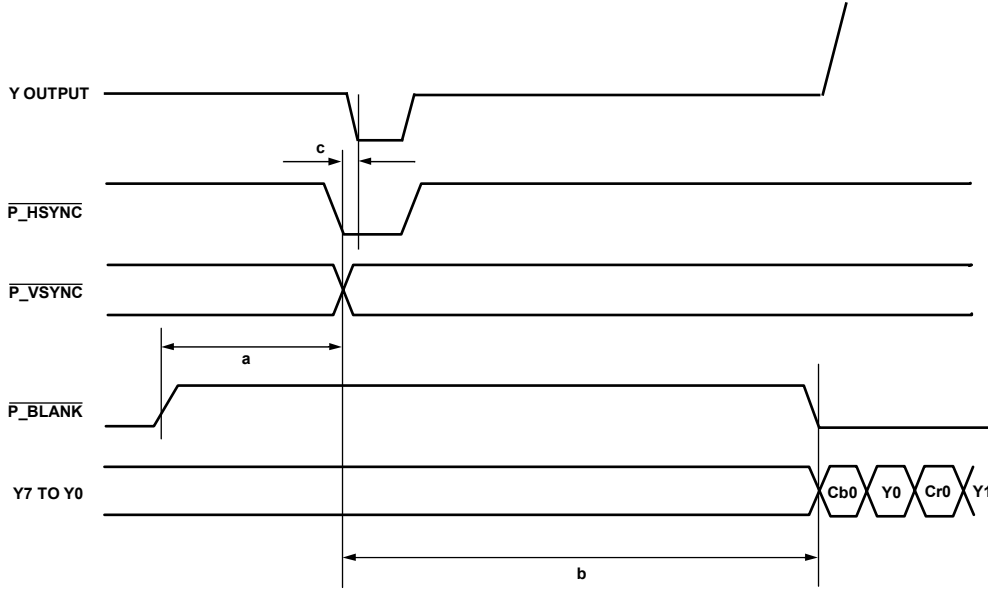 Y OUTPUT
c
P_HSYNC
P_VSYNC
a
P_BLANK
Y7 TO Y0
Cb0 Y0 Cr0 Y1
b